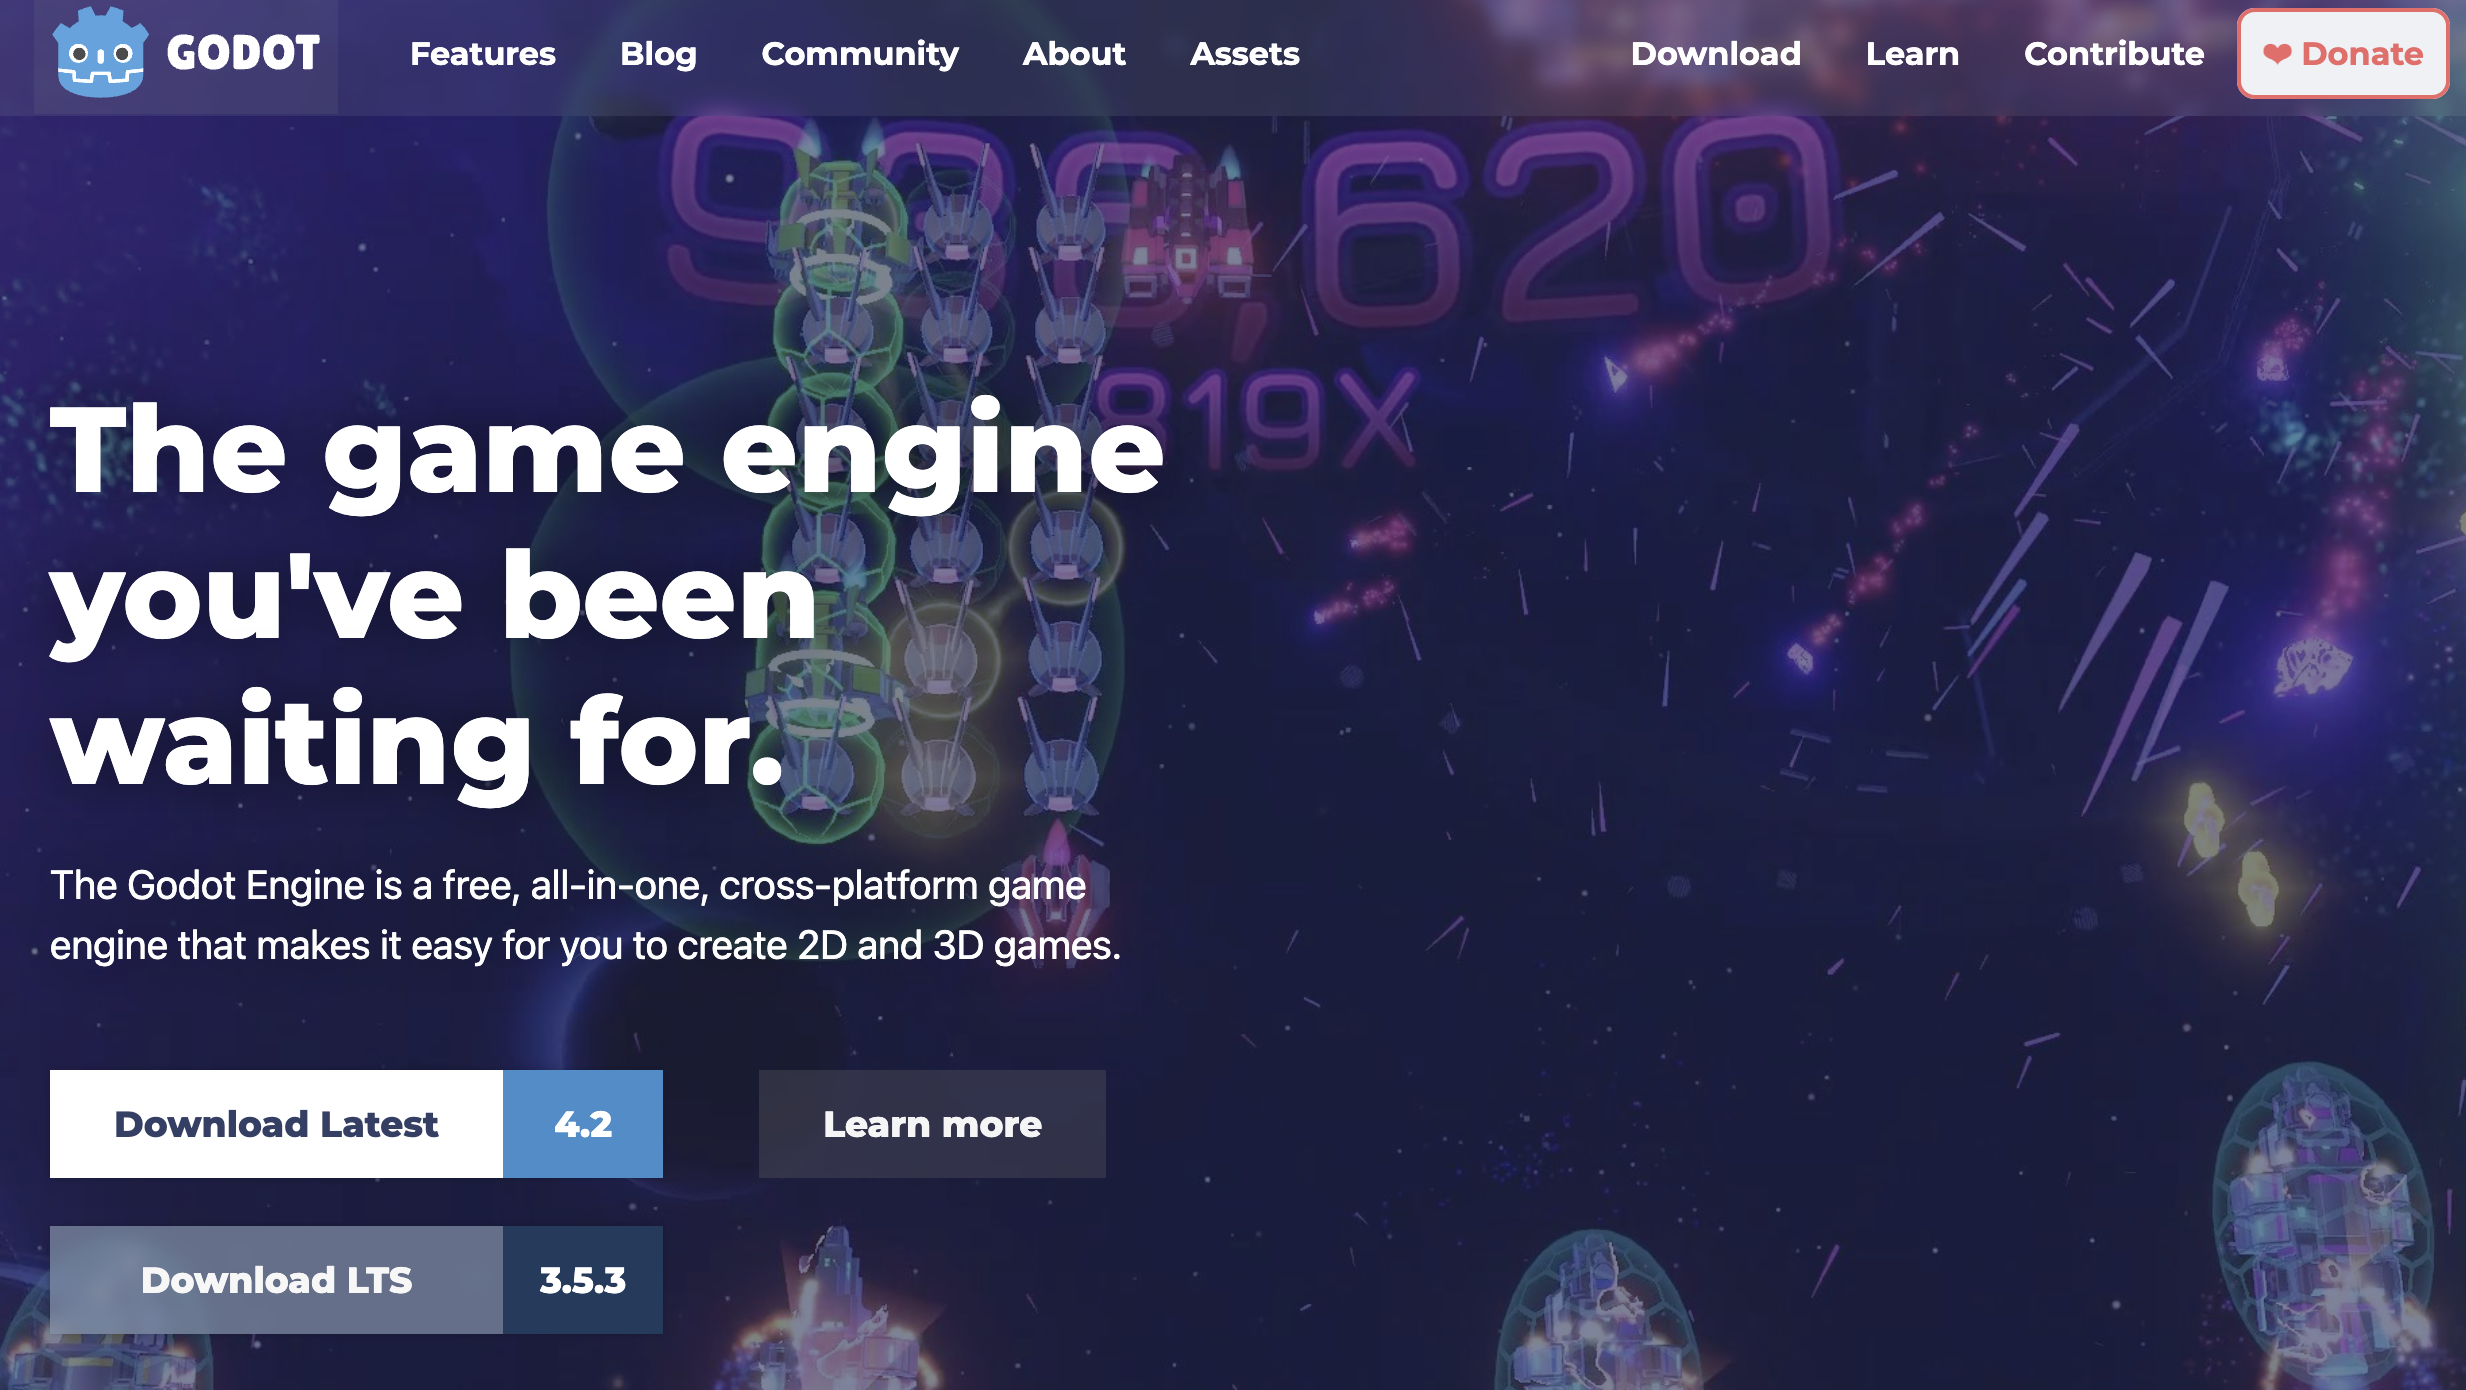 GODOT
Features Blog Community About Assets
Download Learn Contribute ❤ Donate
819X
The game engine
you've been
waiting for.
The Godot Engine is a free, all-in-one, cross-platform game
engine that makes it easy for you to create 2D and 3D games.
Download Latest 4.2
Learn more
Download LTS 3.5.3